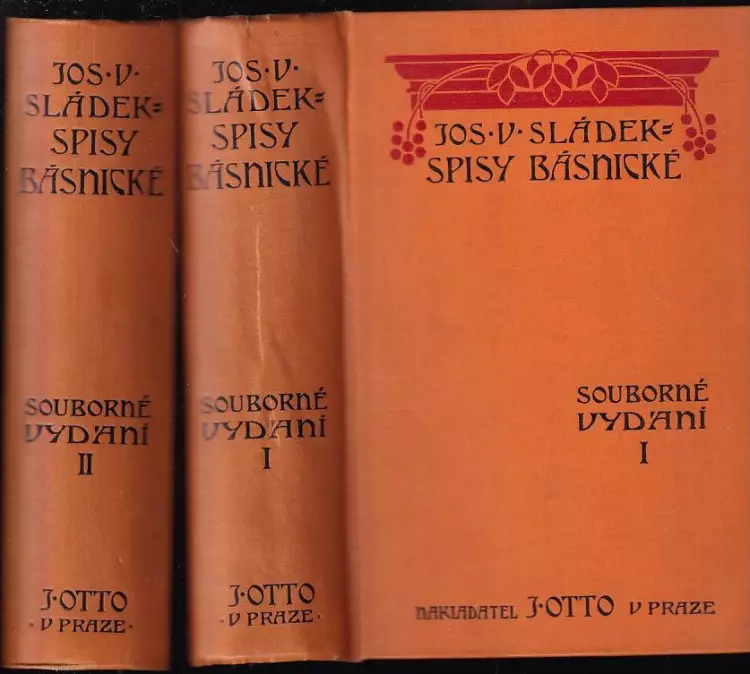 JOS·V·
SLÁDEK=
SPISY
BÁSNICKÉ
SOUBORNÉ
VYDÁNÍ
II
J·OTTO
·V PRAZE·
JOS·V·
SLÁDEK=
SPISY
BÁSNICKÉ
SOUBORNÉ
VYDÁNÍ
I
J·OTTO
·V PRAZE·
JOS·V·SLÁDEK=
SPISY BÁSNICKÉ
SOUBORNÉ
VYDÁNÍ
I
NAKLADATEL J·OTTO V PRAZE